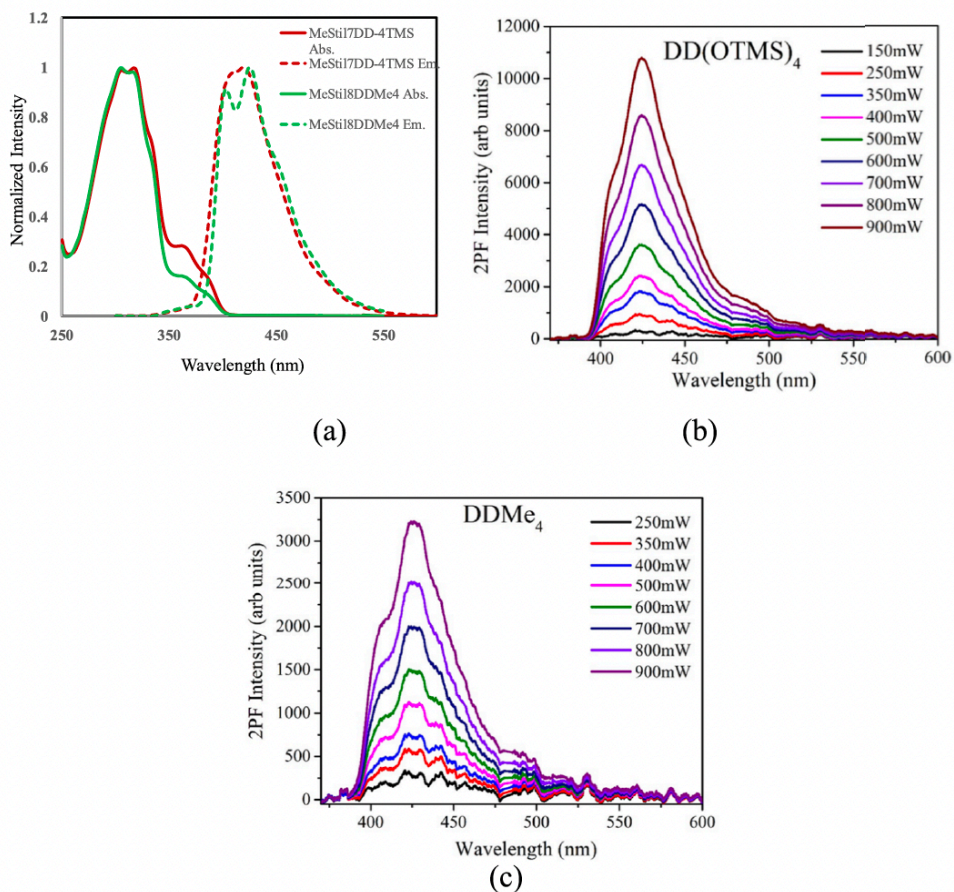 1.2
1
0.8
0.6
0.4
0.2
0
Normalized Intensity
250
350
450
550
Wavelength (nm)
MeStil7DD-4TMS
Abs.
MeStil7DD-4TMS Em.
MeStil8DDMe4 Abs.
MeStil8DDMe4 Em.
(a)
12000
10000
8000
6000
4000
2000
0
2PF Intensity (arb units)
400
450
500
550
600
Wavelength (nm)
DD(OTMS)4
150mW
250mW
350mW
400mW
500mW
600mW
700mW
800mW
900mW
(b)
3500
3000
2500
2000
1500
1000
500
0
2PF Intensity (arb units)
400
450
500
550
600
Wavelength (nm)
DDMe4
250mW
350mW
400mW
500mW
600mW
700mW
800mW
900mW
(c)